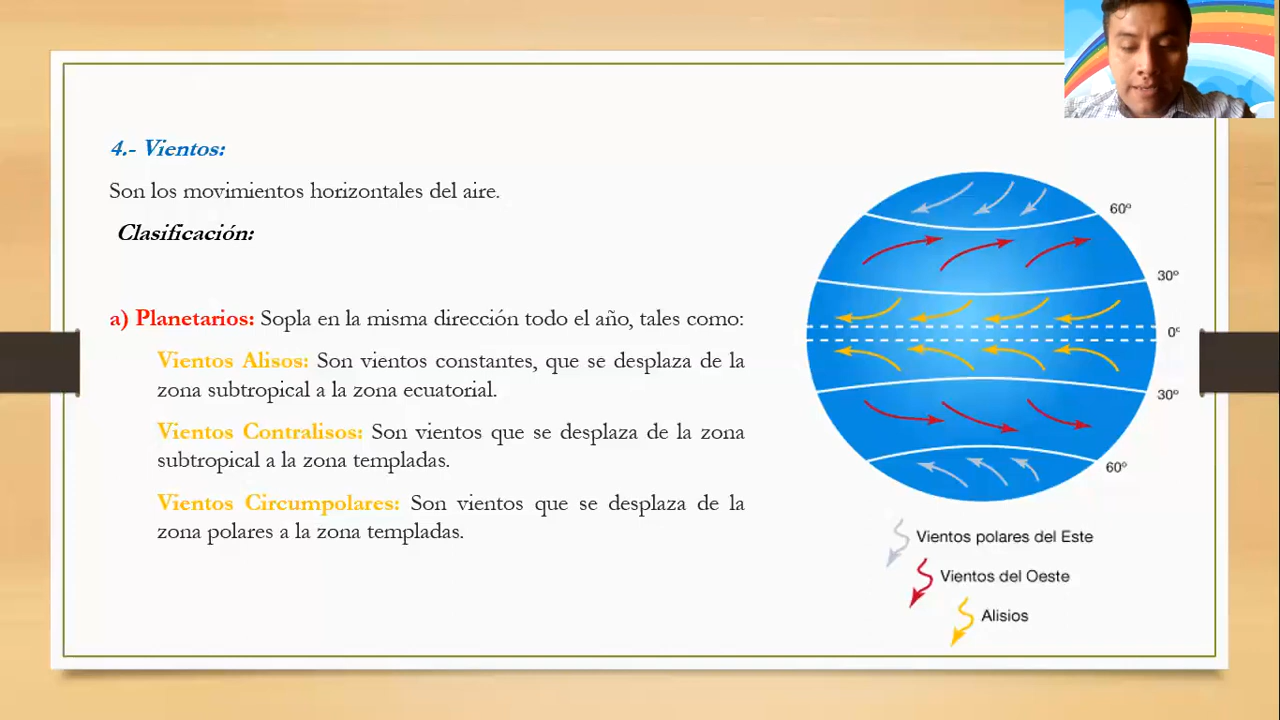 4.- Vientos:
Son los movimientos horizontales del aire.
Clasificación:
a) Planetarios: Sopla en la misma dirección todo el año, tales como:
Vientos Alisos: Son vientos constantes, que se desplaza de la
zona subtropical a la zona ecuatorial.
Vientos Contralisos: Son vientos que se desplaza de la zona
subtropical a la zona templadas.
Vientos Circumpolares: Son vientos que se desplaza de la
zona polares a la zona templadas.
60º
30º
0º
30º
60º
Vientos polares del Este
Vientos del Oeste
Alisios